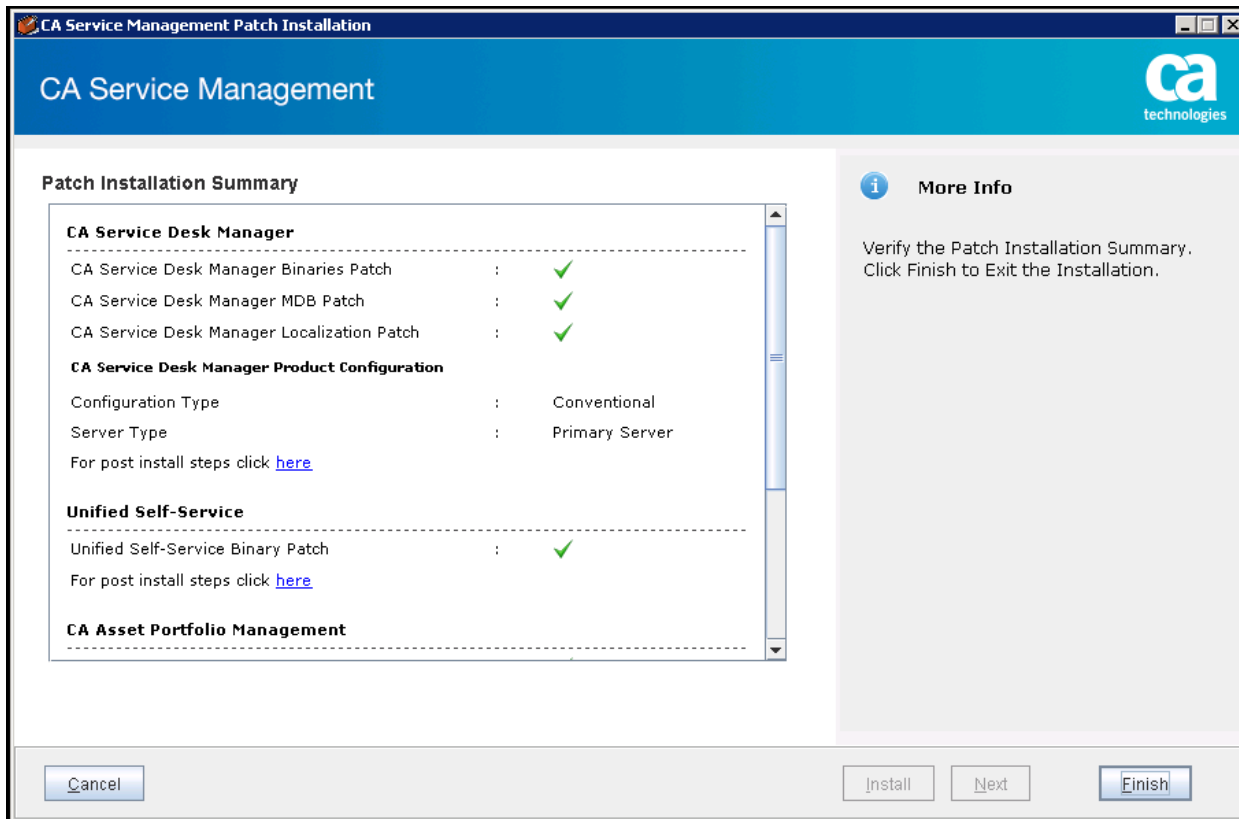 CA Service Management Patch Installation
CA Service Management
ca
technologies
Patch Installation Summary
CA Service Desk Manager
CA Service Desk Manager Binaries Patch :
CA Service Desk Manager MDB Patch :
CA Service Desk Manager Localization Patch :
CA Service Desk Manager Product Configuration
Configuration Type : Conventional
Server Type : Primary Server
For post install steps click here
Unified Self-Service
Unified Self-Service Binary Patch :
For post install steps click here
CA Asset Portfolio Management
i More Info
Verify the Patch Installation Summary.
Click Finish to Exit the Installation.
Cancel
Install
Next
Finish